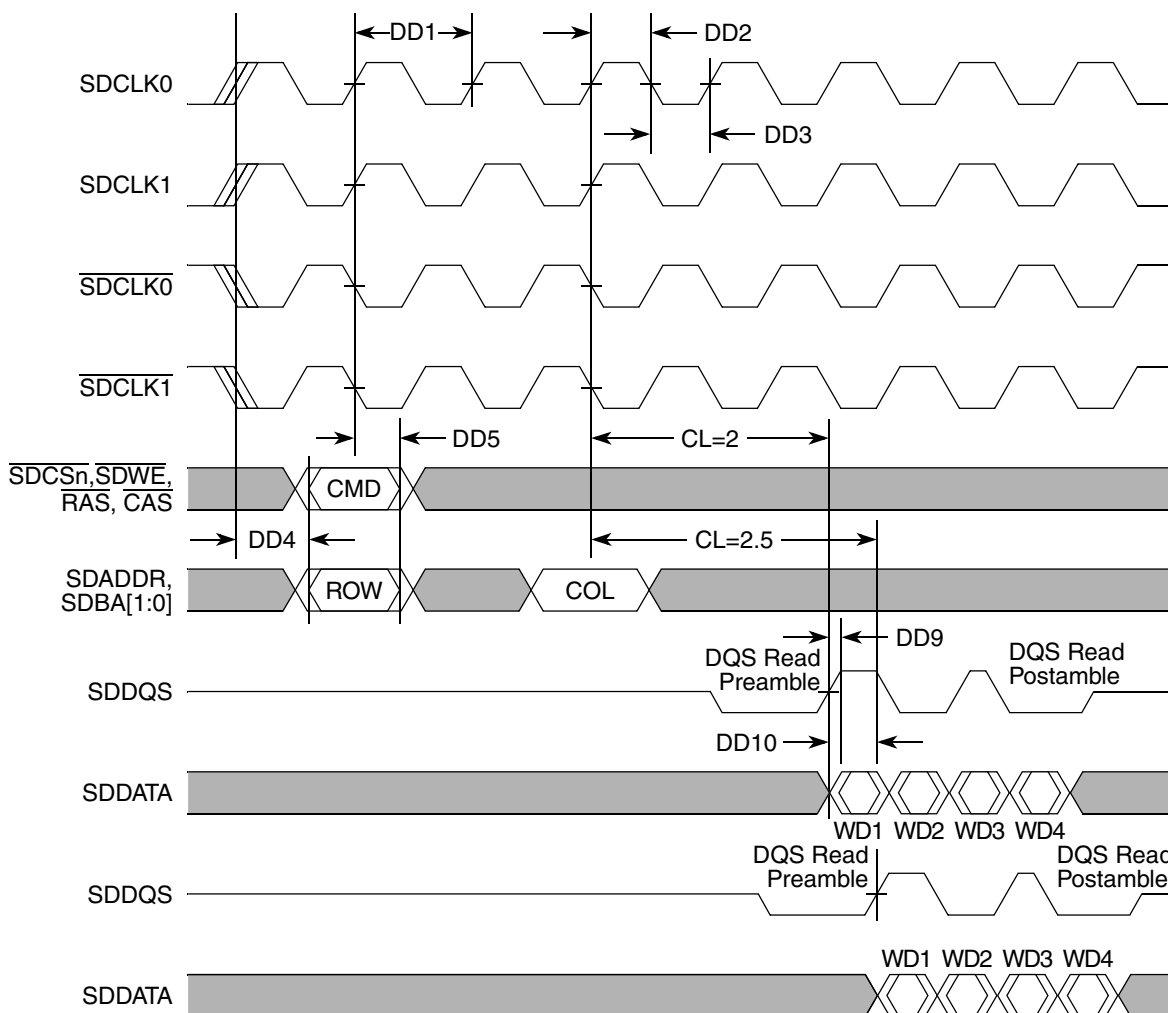 DD1
DD2
SDCLK0
DD3
SDCLK1
SDCLK0
SDCLK1
DD5
CL=2
SDCSn,SDWE,
RAS, CAS
CMD
DD4
CL=2.5
SDADDR,
SDBA[1:0]
ROW
COL
DD9
DQS Read
Preamble
DQS Read
Postamble
SDDQS
DD10
SDDATA
WD1 WD2 WD3 WD4
DQS Read
Preamble
DQS Read
Postamble
SDDQS
WD1 WD2 WD3 WD4
SDDATA